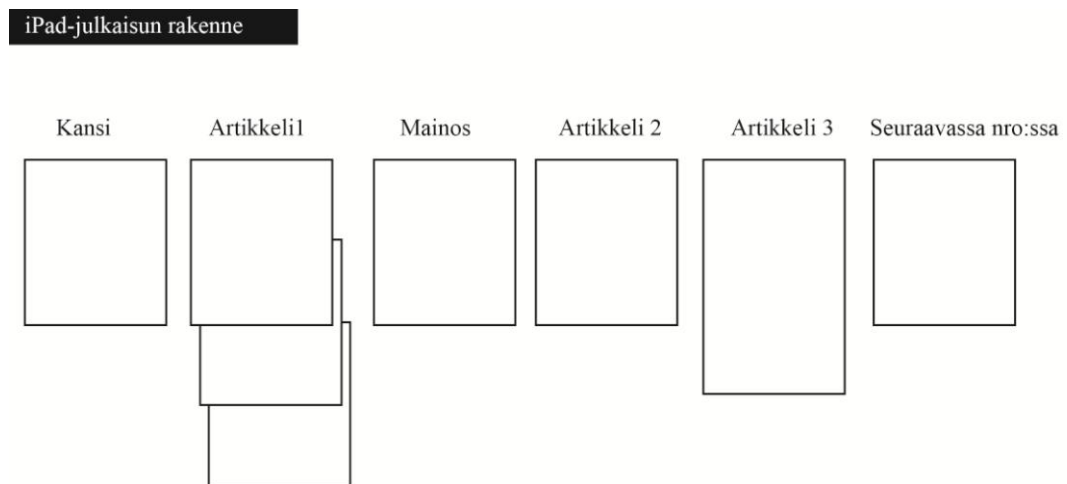 iPad-julkaisun rakenne
Kansi Artikkeli1 Mainos Artikkeli 2 Artikkeli 3 Seuraavassa nro:ssa